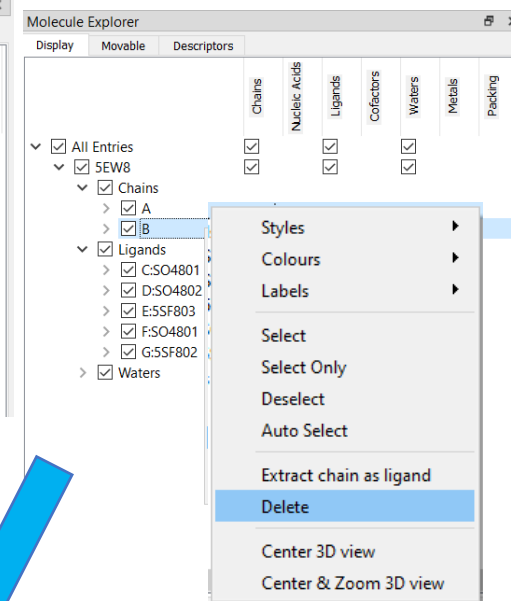 Molecule Explorer
Display Movable Descriptors
Chains
Nucleic Acids
Ligands
Cofactors
Waters
Metals
Packing
All Entries
5EW8
Chains
A
B
Ligands
C:SO4801
D:SO4802
E:5SF803
F:SO4801
G:5SF802
Waters
Styles
Colours
Labels
Select
Select Only
Deselect
Auto Select
Extract chain as ligand
Delete
Center 3D view
Center & Zoom 3D view